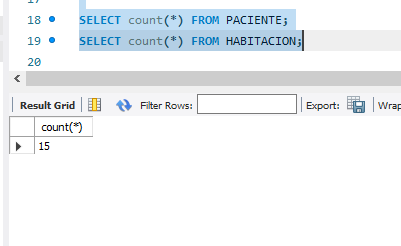 17
18 SELECT count(*) FROM PACIENTE;
19 SELECT count(*) FROM HABITACION;
20
Result Grid Filter Rows: Export: Wrap
count(*)
15